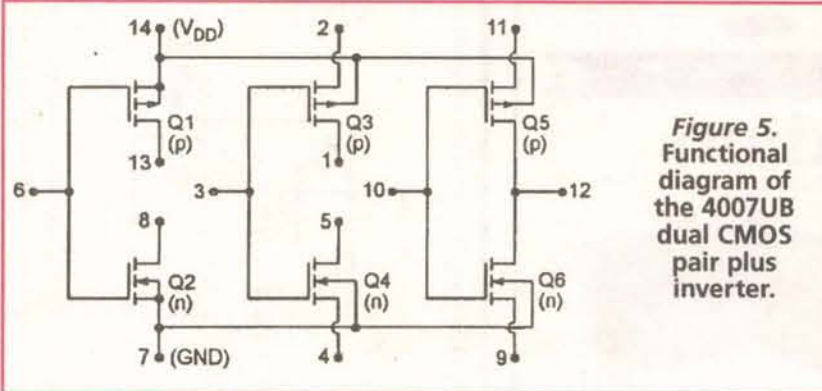 14 (VDD) 2 11
Q1 Q3 Q5
(p) (p) (p)
13 1
6 3 10 12
8 5
Q2 Q4 Q6
(n) (n) (n)
7 (GND) 4 9
Figure 5.
Functional
diagram of
the 4007UB
dual CMOS
pair plus
inverter.